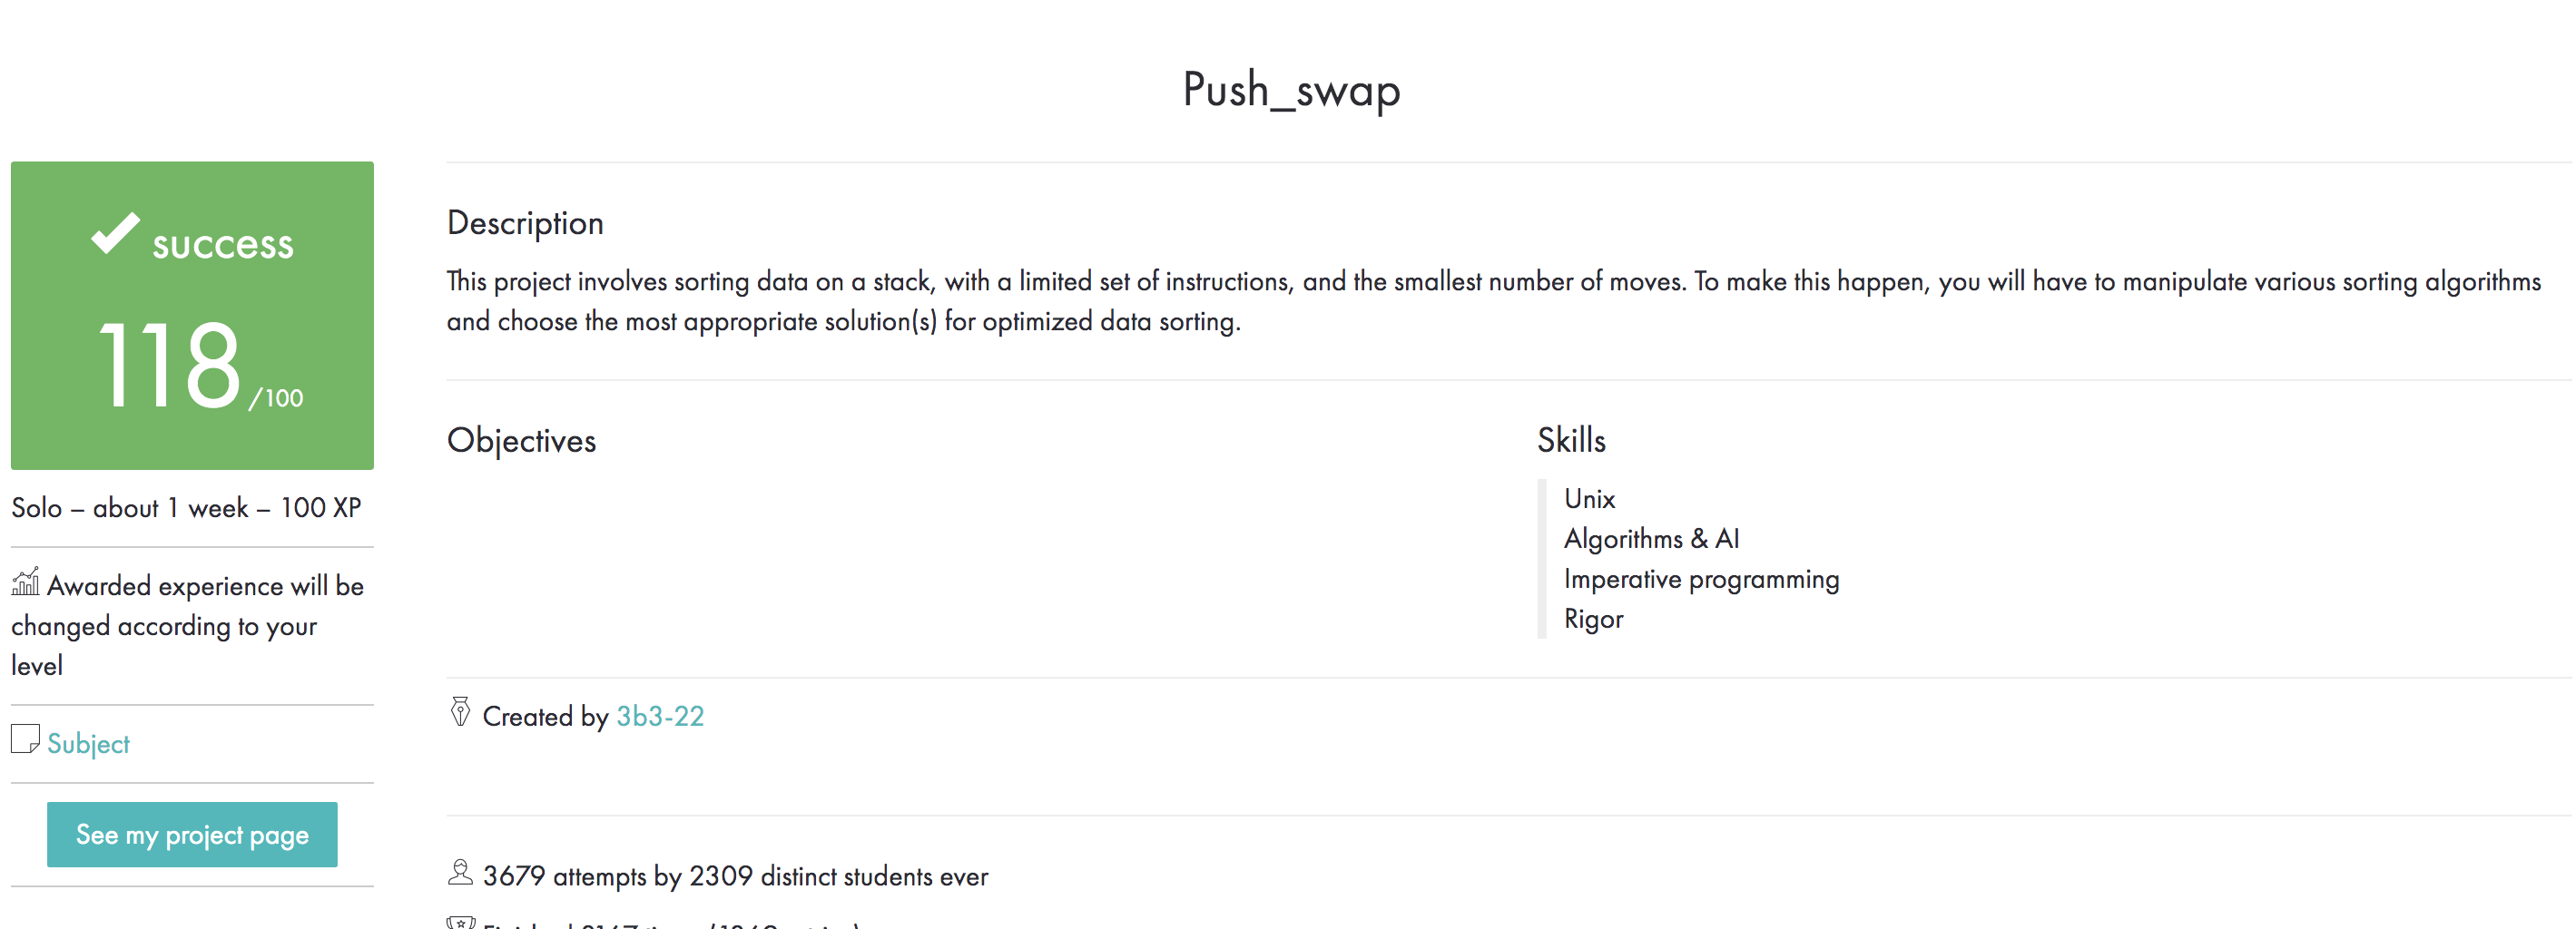 Push_swap
success
118/100
Solo – about 1 week – 100 XP
Awarded experience will be
changed according to your
level
Subject
See my project page
Description
This project involves sorting data on a stack, with a limited set of instructions, and the smallest number of moves. To make this happen, you will have to manipulate various sorting algorithms
and choose the most appropriate solution(s) for optimized data sorting.
Objectives
Skills
Unix
Algorithms & AI
Imperative programming
Rigor
Created by 3b3-22
3679 attempts by 2309 distinct students ever